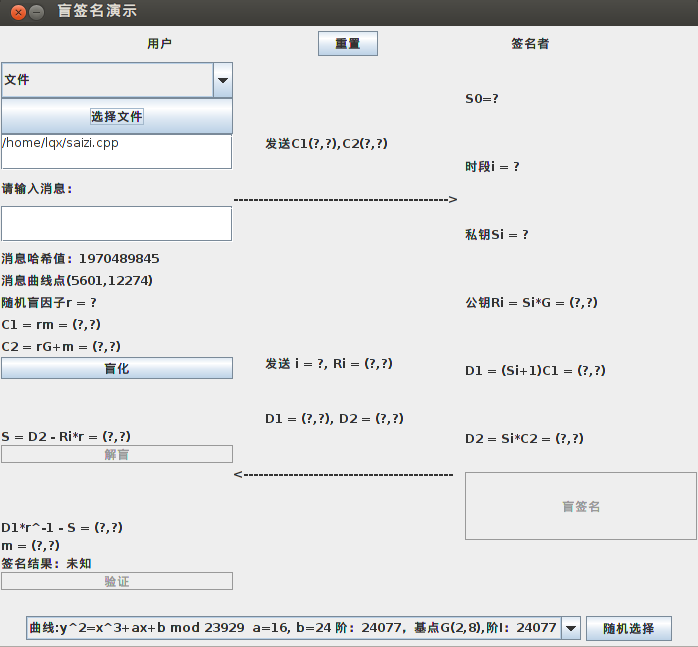 盲签名演示
用户
重置
签名者
文件
选择文件
/home/lqx/saizi.cpp
请输入消息:
消息哈希值: 1970489845
消息曲线点(5601,12274)
随机盲因子r = ?
C1 = rm = (?,?)
C2 = rG+m = (?,?)
盲化
S = D2 - Ri*r = (?,?)
解盲
D1*r^-1 - S = (?,?)
m = (?,?)
签名结果: 未知
验证
发送C1(?,?),C2(?,?)
-------------------------------------------->
发送 i = ?, Ri = (?,?)
D1 = (?,?), D2 = (?,?)
<-------------------------------------------
S0=?
时段i = ?
私钥Si = ?
公钥Ri = Si*G = (?,?)
D1 = (Si+1)C1 = (?,?)
D2 = Si*C2 = (?,?)
盲签名
曲线:y^2=x^3+ax+b mod 23929 a=16, b=24 阶: 24077, 基点G(2,8),阶l: 24077
随机选择